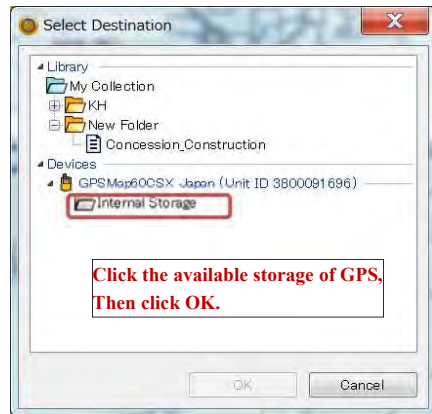 Select Destination
Library
My Collection
KH
New Folder
Concession_Construction
Devices
GPSMap60CSX Japan (Unit ID 3800091696)
Internal Storage
Click the available storage of GPS,
Then click OK.
OK
Cancel